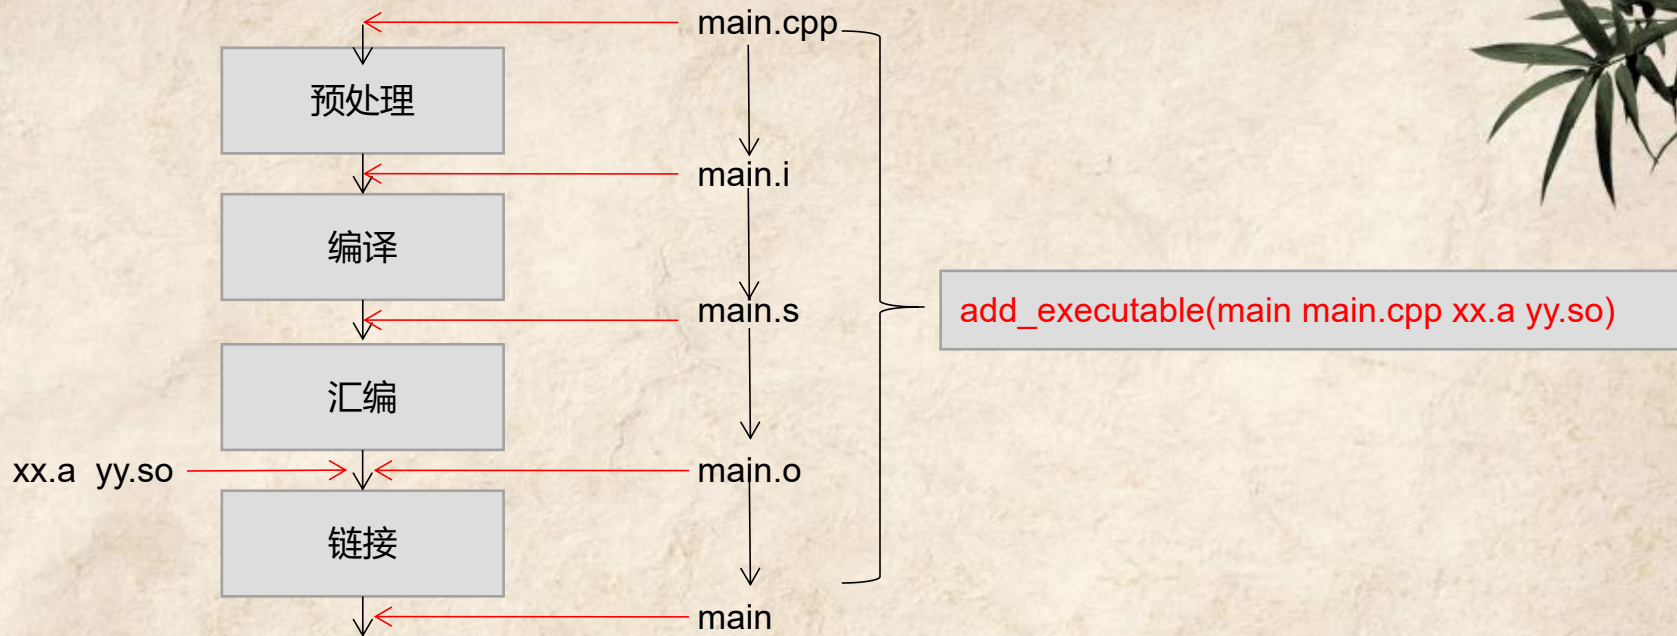 main.cpp
预处理
main.i
编译
main.s
add_executable(main main.cpp xx.a yy.so)
汇编
xx.a yy.so
main.o
链接
main